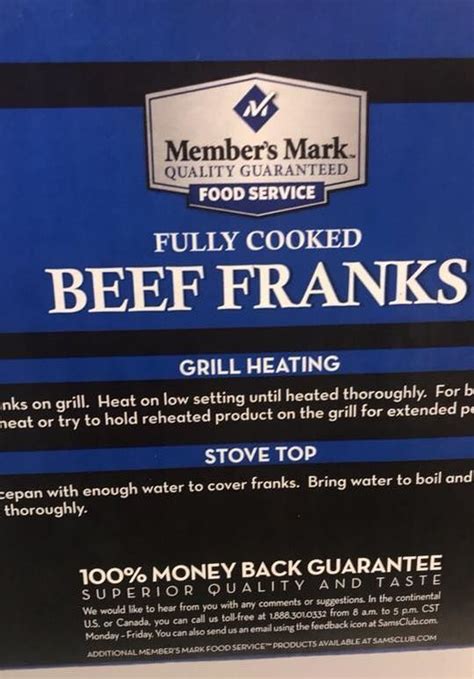 Member's Mark™
QUALITY GUARANTEED
FOOD SERVICE
FULLY COOKED
BEEF FRANKS
GRILL HEATING
nks on grill. Heat on low setting until heated thoroughly. For b
heat or try to hold reheated product on the grill for extended pe
STOVE TOP
cepan with enough water to cover franks. Bring water to boil and
thoroughly.
100% MONEY BACK GUARANTEE
SUPERIOR QUALITY AND TASTE
We would like to hear from you with any comments or suggestions. In the continental
U.S. or Canada, you can call us toll-free at 1.888.301.0332 from 8 a.m. to 5 p.m. CST
Monday - Friday. You can also send us an email using the feedback icon at SamsClub.com.
ADDITIONAL MEMBER'S MARK FOOD SERVICE™ PRODUCTS AVAILABLE AT SAMSCLUB.COM